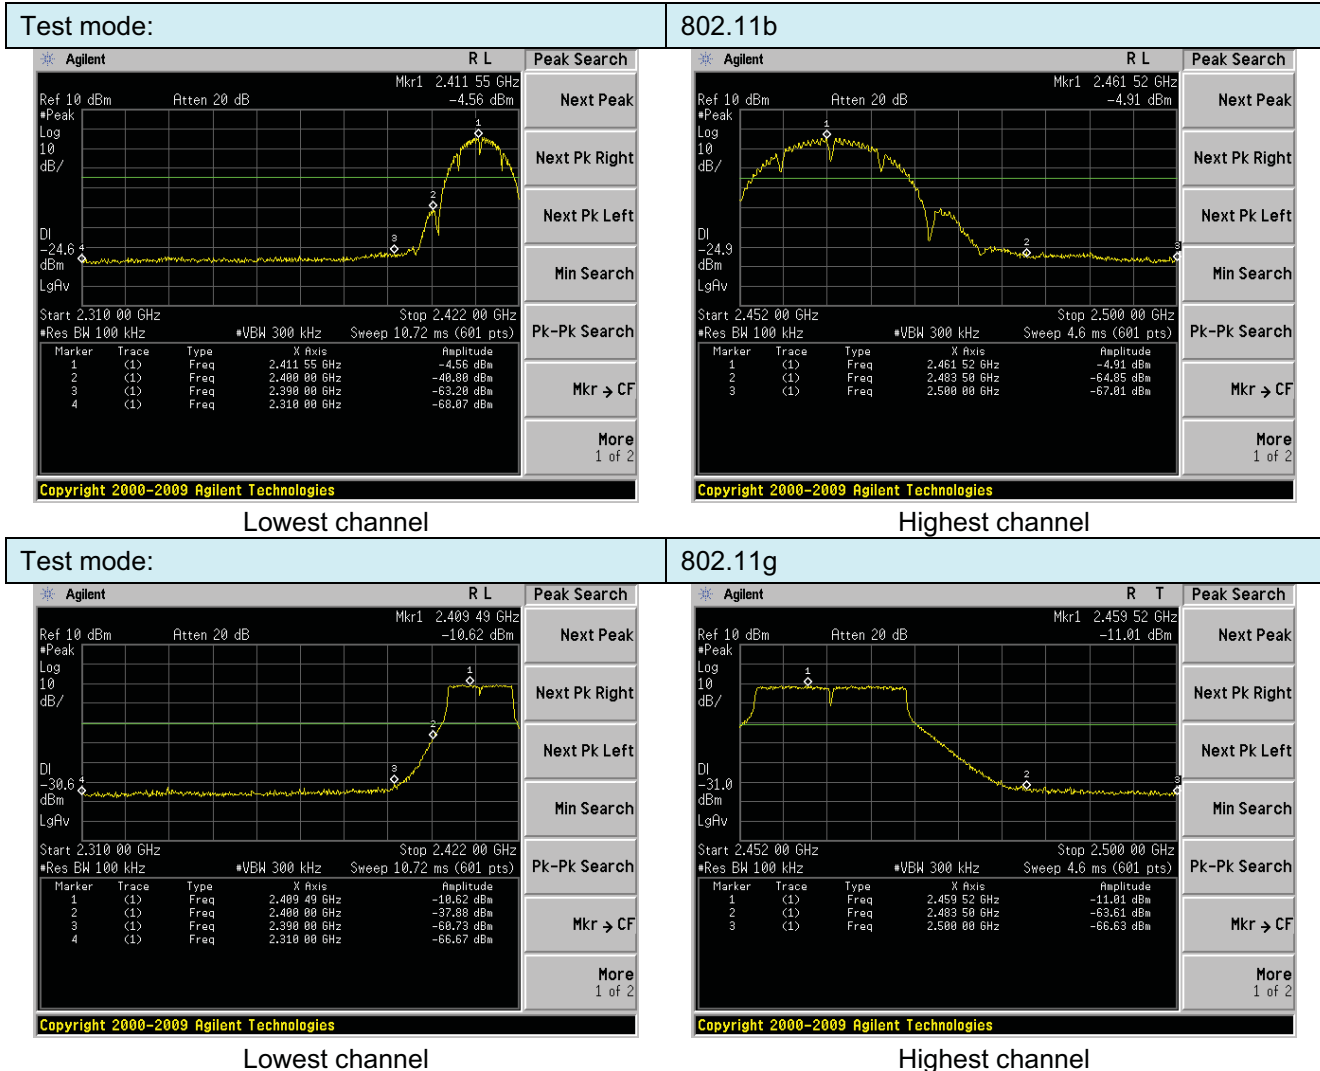 Test mode: 802.11b
Agilent R L Peak Search
Mkr1 2.411 55 GHz
Ref 10 dBm Atten 20 dB -4.56 dBm
#Peak
Log
10
dB/
1
2
3
4
DI
-24.6
dBm
LgAv
Start 2.310 00 GHz Stop 2.422 00 GHz
#Res BW 100 kHz #VBW 300 kHz Sweep 10.72 ms (601 pts)
Marker Trace Type X Axis Amplitude
1 (1) Freq 2.411 55 GHz -4.56 dBm
2 (1) Freq 2.400 00 GHz -40.80 dBm
3 (1) Freq 2.390 00 GHz -63.20 dBm
4 (1) Freq 2.310 00 GHz -68.07 dBm
Next Peak
Next Pk Right
Next Pk Left
Min Search
Pk-Pk Search
Mkr → CF
More
1 of 2
Copyright 2000-2009 Agilent Technologies
Lowest channel
Agilent R L Peak Search
Mkr1 2.461 52 GHz
Ref 10 dBm Atten 20 dB -4.91 dBm
#Peak
Log
10
dB/
1
2
3
DI
-24.9
dBm
LgAv
Start 2.452 00 GHz Stop 2.500 00 GHz
#Res BW 100 kHz #VBW 300 kHz Sweep 4.6 ms (601 pts)
Marker Trace Type X Axis Amplitude
1 (1) Freq 2.461 52 GHz -4.91 dBm
2 (1) Freq 2.483 50 GHz -64.85 dBm
3 (1) Freq 2.500 00 GHz -67.01 dBm
Next Peak
Next Pk Right
Next Pk Left
Min Search
Pk-Pk Search
Mkr → CF
More
1 of 2
Copyright 2000-2009 Agilent Technologies
Highest channel
Test mode: 802.11g
Agilent R L Peak Search
Mkr1 2.409 49 GHz
Ref 10 dBm Atten 20 dB -10.62 dBm
#Peak
Log
10
dB/
1
2
3
4
DI
-30.6
dBm
LgAv
Start 2.310 00 GHz Stop 2.422 00 GHz
#Res BW 100 kHz #VBW 300 kHz Sweep 10.72 ms (601 pts)
Marker Trace Type X Axis Amplitude
1 (1) Freq 2.409 49 GHz -10.62 dBm
2 (1) Freq 2.400 00 GHz -37.88 dBm
3 (1) Freq 2.390 00 GHz -60.73 dBm
4 (1) Freq 2.310 00 GHz -66.67 dBm
Next Peak
Next Pk Right
Next Pk Left
Min Search
Pk-Pk Search
Mkr → CF
More
1 of 2
Copyright 2000-2009 Agilent Technologies
Lowest channel
Agilent R T Peak Search
Mkr1 2.459 52 GHz
Ref 10 dBm Atten 20 dB -11.01 dBm
#Peak
Log
10
dB/
1
2
3
DI
-31.0
dBm
LgAv
Start 2.452 00 GHz Stop 2.500 00 GHz
#Res BW 100 kHz #VBW 300 kHz Sweep 4.6 ms (601 pts)
Marker Trace Type X Axis Amplitude
1 (1) Freq 2.459 52 GHz -11.01 dBm
2 (1) Freq 2.483 50 GHz -63.61 dBm
3 (1) Freq 2.500 00 GHz -66.63 dBm
Next Peak
Next Pk Right
Next Pk Left
Min Search
Pk-Pk Search
Mkr → CF
More
1 of 2
Copyright 2000-2009 Agilent Technologies
Highest channel